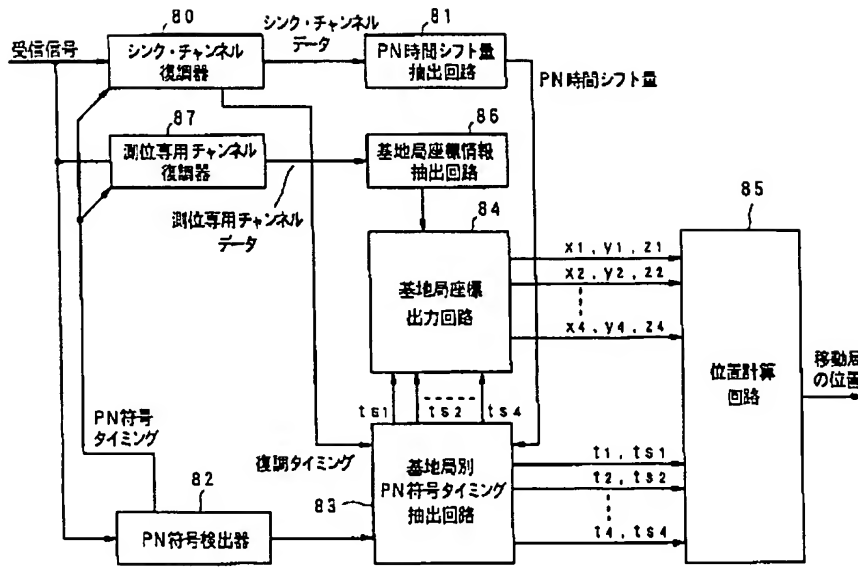 受信信号
80
シンク・チャンネル
復調器
シンク・チャンネル
データ
81
PN時間シフト量
抽出回路
PN時間シフト量
87
測位専用チャンネル
復調器
測位専用チャンネル
データ
86
基地局座標情報
抽出回路
84
基地局座標
出力回路
x1, y1, z1
x2, y2, z2
x4, y4, z4
85
位置計算
回路
移動局
の位置
ts1
ts2
ts4
PN符号
タイミング
復調タイミング
82
PN符号検出器
83
基地局別
PN符号タイミング
抽出回路
t1, ts1
t2, ts2
t4, ts4